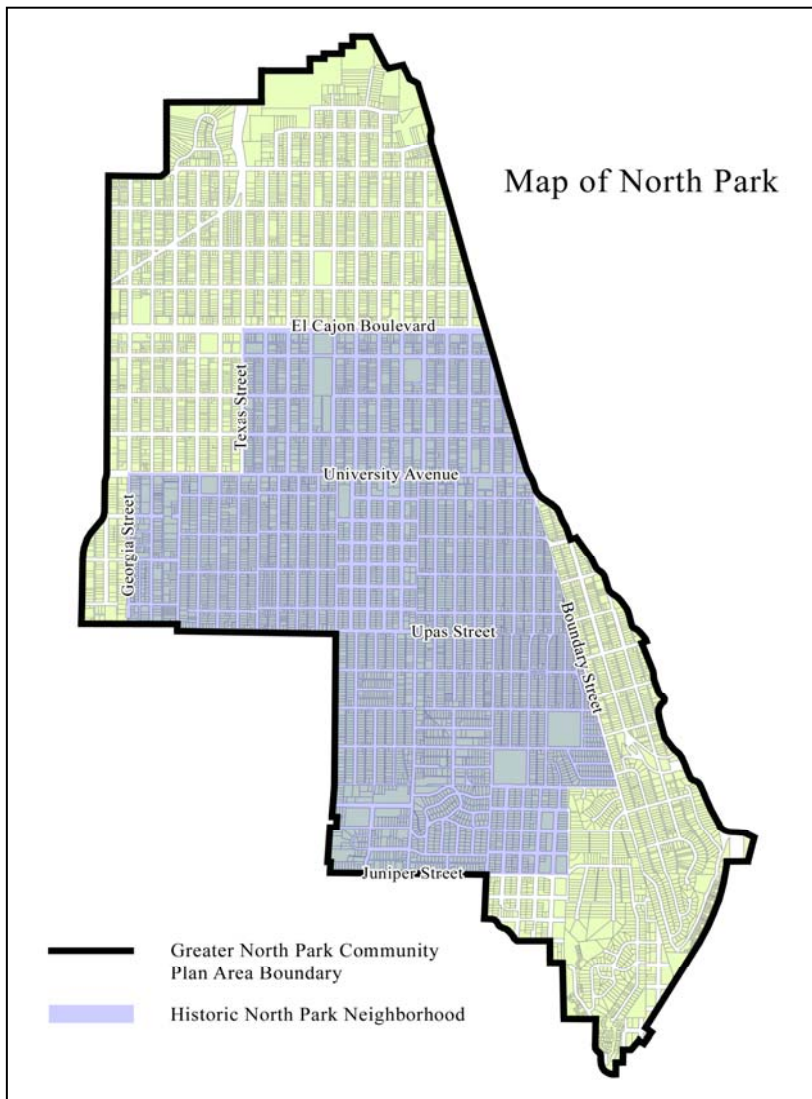 Map of North Park
El Cajon Boulevard
Texas Street
University Avenue
Georgia Street
Upas Street
Boundary Street
Juniper Street
Greater North Park Community
Plan Area Boundary
Historic North Park Neighborhood